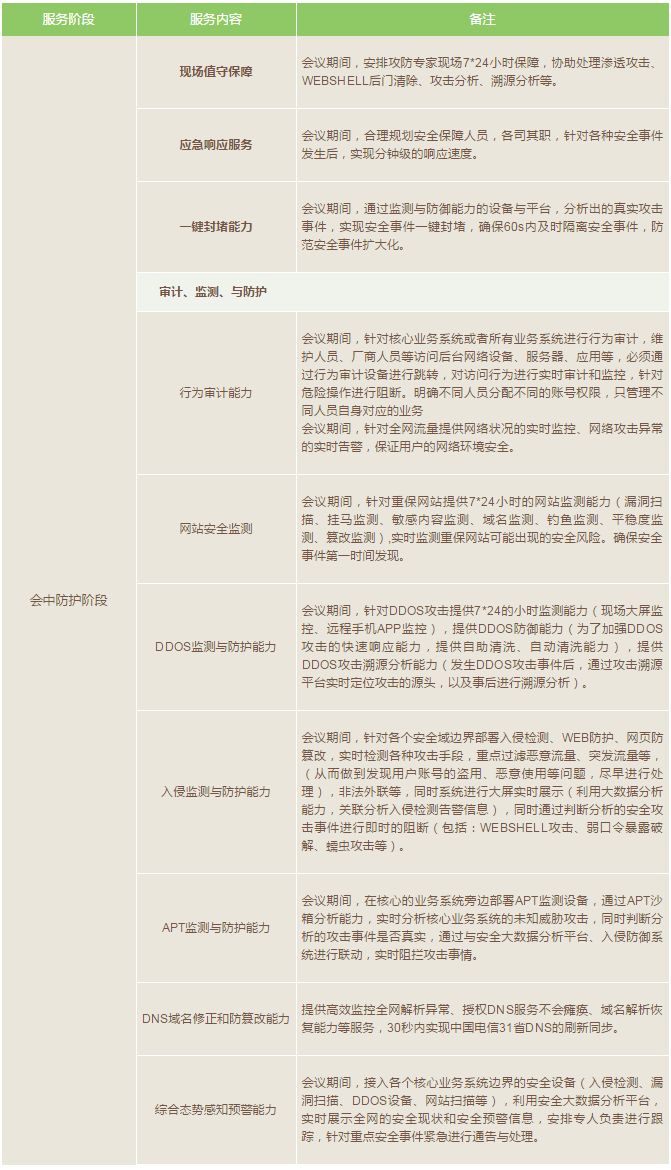 服务阶段 服务内容 备注
会中防护阶段
现场值守保障
会议期间，安排攻防专家现场7*24小时保障，协助处理渗透攻击、
WEBSHELL后门清除、攻击分析、溯源分析等。
应急响应服务
会议期间，合理规划安全保障人员，各司其职，针对各种安全事件
发生后，实现分钟级的响应速度。
一键封堵能力
会议期间，通过监测与防御能力的设备与平台，分析出的真实攻击
事件，实现安全事件一键封堵，确保60s内及时隔离安全事件，防
范安全事件扩大化。
审计、监测、与防护
行为审计能力
会议期间，针对核心业务系统或者所有业务系统进行行为审计，维
护人员、厂商人员等访问后台网络设备、服务器、应用等，必须通
过行为审计设备进行跳转，对访问行为进行实时审计和监控，针对
危险操作进行阻断。明确不同人员分配不同的账号权限，只管理不
同人员自身对应的业务
会议期间，针对全网流量提供网络状况的实时监控、网络攻击异常
的实时告警，保证用户的网络环境安全。
网站安全监测
会议期间，针对重保网站提供7*24小时的网站监测能力（漏洞扫
描、挂马监测、敏感内容监测、域名监测、钓鱼监测、平稳度监
测、篡改监测）,实时监测重保网站可能出现的安全风险。确保安全
事件第一时间发现。
DDOS监测与防护能力
会议期间，针对DDOS攻击提供7*24的小时监测能力（现场大屏监
控、远程手机APP监控），提供DDOS防御能力（为了加强DDOS
攻击的快速响应能力，提供自助清洗、自动清洗能力），提供
DDOS攻击溯源分析能力（发生DDOS攻击事件后，通过攻击溯源
平台实时定位攻击的源头，以及事后进行溯源分析）。
入侵监测与防护能力
会议期间，针对各个安全域边界部署入侵检测、WEB防护、网页防
篡改，实时检测各种攻击手段，重点过滤恶意流量、突发流量等，
（从而做到发现用户账号的盗用、恶意使用等问题，尽早进行处
理），非法外联等，同时系统进行大屏实时展示（利用大数据分析
能力，关联分析入侵检测告警信息），同时通过判断分析的安全攻
击事件进行即时的阻断（包括：WEBSHELL攻击、弱口令暴露破
解、蠕虫攻击等）。
APT监测与防护能力
会议期间，在核心的业务系统旁边部署APT监测设备，通过APT沙
箱分析能力，实时分析核心业务系统的未知威胁攻击，同时判断分
析的攻击事件是否真实，通过与安全大数据分析平台、入侵防御系
统进行联动，实时阻拦攻击事情。
DNS域名修正和防篡改能力
提供高效监控全网解析异常、授权DNS服务不会瘫痪、域名解析恢
复能力等服务，30秒内实现中国电信31省DNS的刷新同步。
综合态势感知预警能力
会议期间，接入各个核心业务系统边界的安全设备（入侵检测、漏
洞扫描、DDOS设备、网站扫描等），利用安全大数据分析平台，
实时展示全网的安全现状和安全预警信息，安排专人负责进行跟
踪，针对重点安全事件紧急进行通告与处理。